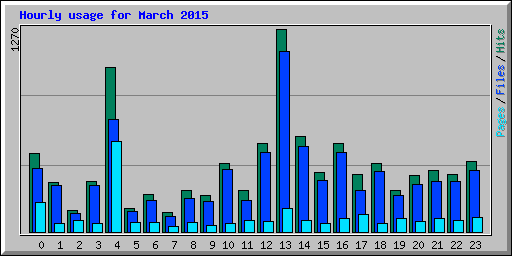 Hourly usage for March 2015
1270
Pages/Files/Hits
0 1 2 3 4 5 6 7 8 9 10 11 12 13 14 15 16 17 18 19 20 21 22 23